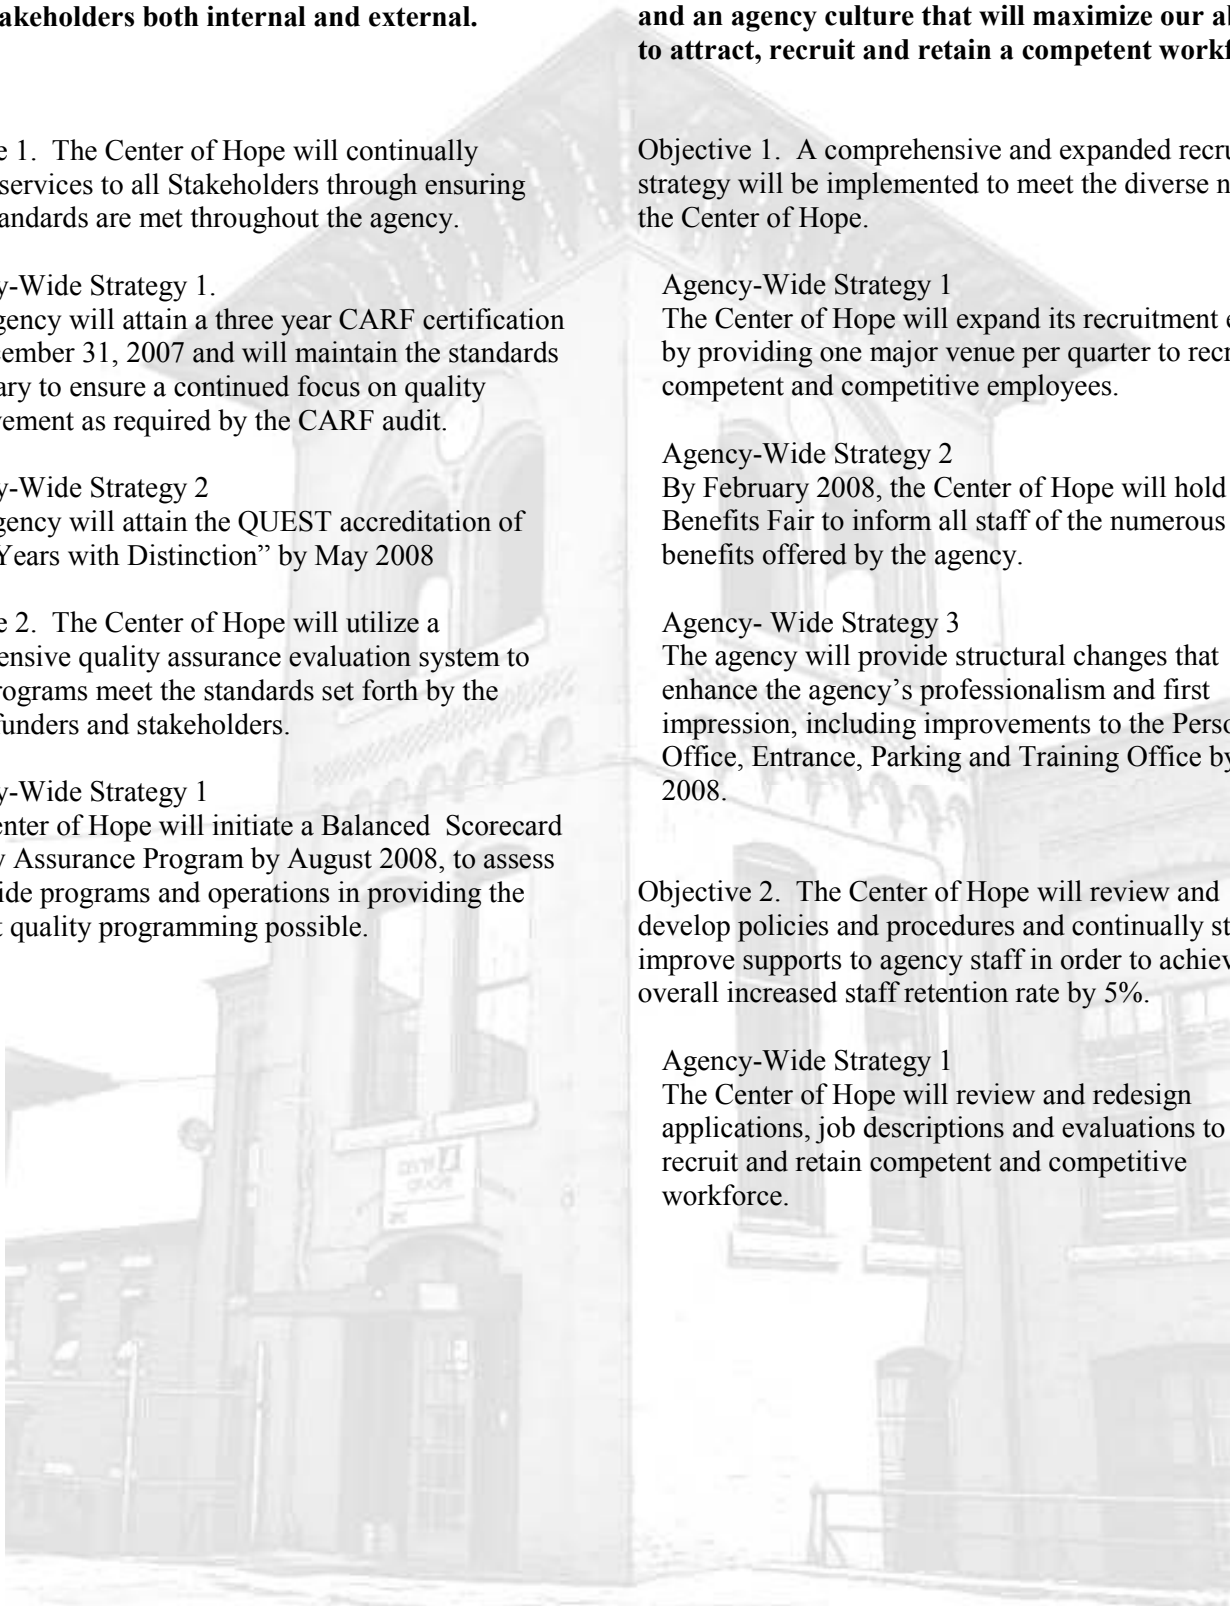 akeholders both internal and external.

e 1.  The Center of Hope will continually
services to all Stakeholders through ensuring
andards are met throughout the agency.

y-Wide Strategy 1.
gency will attain a three year CARF certification
ember 31, 2007 and will maintain the standards
ary to ensure a continued focus on quality
ement as required by the CARF audit.

y-Wide Strategy 2
gency will attain the QUEST accreditation of
Years with Distinction” by May 2008

e 2.  The Center of Hope will utilize a
ensive quality assurance evaluation system to
rograms meet the standards set forth by the
funders and stakeholders.

y-Wide Strategy 1
enter of Hope will initiate a Balanced  Scorecard
y Assurance Program by August 2008, to assess
ide programs and operations in providing the
t quality programming possible.

and an agency culture that will maximize our a
to attract, recruit and retain a competent workf

Objective 1.  A comprehensive and expanded recru
strategy will be implemented to meet the diverse n
the Center of Hope.

Agency-Wide Strategy 1
The Center of Hope will expand its recruitment e
by providing one major venue per quarter to recr
competent and competitive employees.

Agency-Wide Strategy 2
By February 2008, the Center of Hope will hold
Benefits Fair to inform all staff of the numerous
benefits offered by the agency.

Agency- Wide Strategy 3
The agency will provide structural changes that
enhance the agency’s professionalism and first
impression, including improvements to the Perso
Office, Entrance, Parking and Training Office by
2008.

Objective 2.  The Center of Hope will review and
develop policies and procedures and continually st
improve supports to agency staff in order to achiev
overall increased staff retention rate by 5%.

Agency-Wide Strategy 1
The Center of Hope will review and redesign
applications, job descriptions and evaluations to
recruit and retain competent and competitive
workforce.